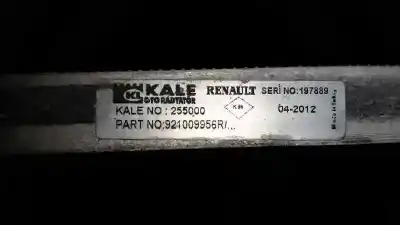 KALE RENAULT SERİ NO:197889
OTO RADYATÖR
KALE NO : 255000 04-2012
PART NO:921009956R/...